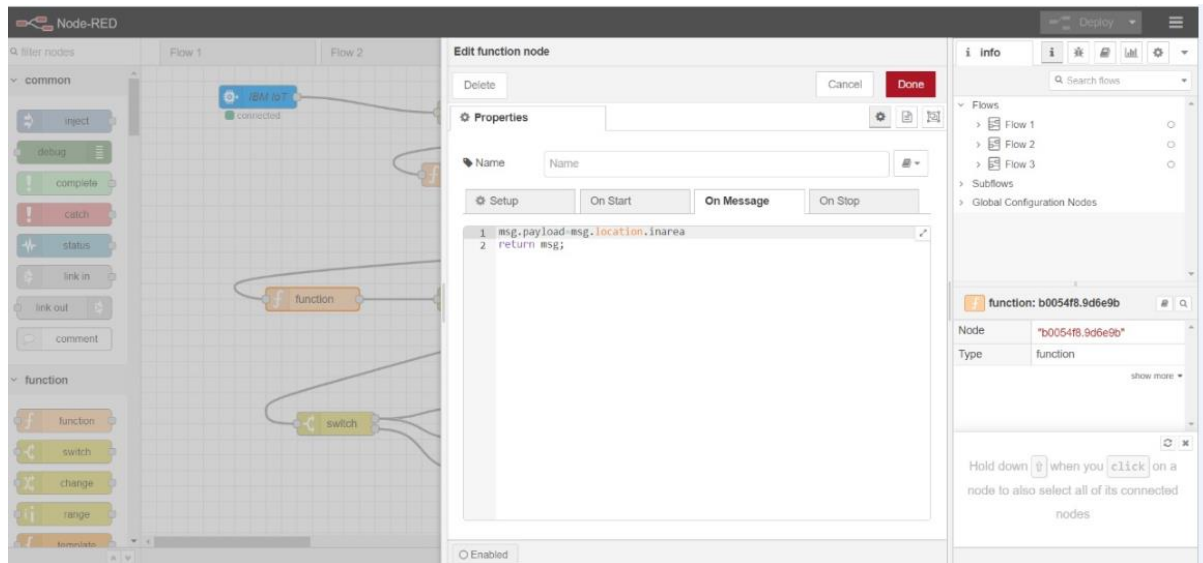 Node-RED
Deploy
filter nodes
Flow 1
Flow 2
common
inject
debug
complete
catch
status
link in
link out
comment
function
function
switch
change
range
template
IBM IoT
connected
function
switch
Edit function node
Delete
Cancel
Done
Properties
Name
Name
Setup
On Start
On Message
On Stop
1 msg.payload=msg.location.inarea
2 return msg;
Enabled
i info
i
Search flows
Flows
Flow 1
Flow 2
Flow 3
Subflows
Global Configuration Nodes
function: b0054f8.9d6e9b
Node "b0054f8.9d6e9b"
Type function
show more
Hold down ⇧ when you click on a
node to also select all of its connected
nodes